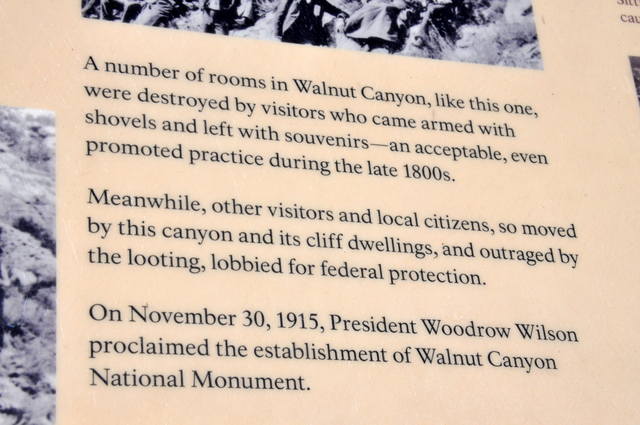 A number of rooms in Walnut Canyon, like this one,
were destroyed by visitors who came armed with
shovels and left with souvenirs—an acceptable, even
promoted practice during the late 1800s.
Meanwhile, other visitors and local citizens, so moved
by this canyon and its cliff dwellings, and outraged by
the looting, lobbied for federal protection.
On November 30, 1915, President Woodrow Wilson
proclaimed the establishment of Walnut Canyon
National Monument.